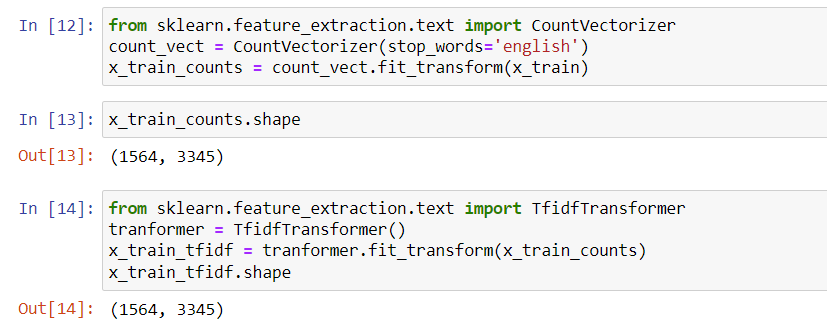 In [12]: from sklearn.feature_extraction.text import CountVectorizer
count_vect = CountVectorizer(stop_words='english')
x_train_counts = count_vect.fit_transform(x_train)
In [13]: x_train_counts.shape
Out[13]: (1564, 3345)
In [14]: from sklearn.feature_extraction.text import TfidfTransformer
tranformer = TfidfTransformer()
x_train_tfidf = tranformer.fit_transform(x_train_counts)
x_train_tfidf.shape
Out[14]: (1564, 3345)